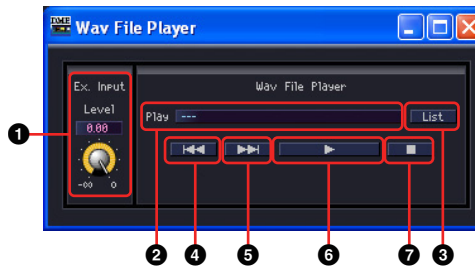 DME Wav File Player
Ex. Input
Wav File Player
Level
0.00
Play ---
List
-∞ 0
1
2
4
5
6
7
3